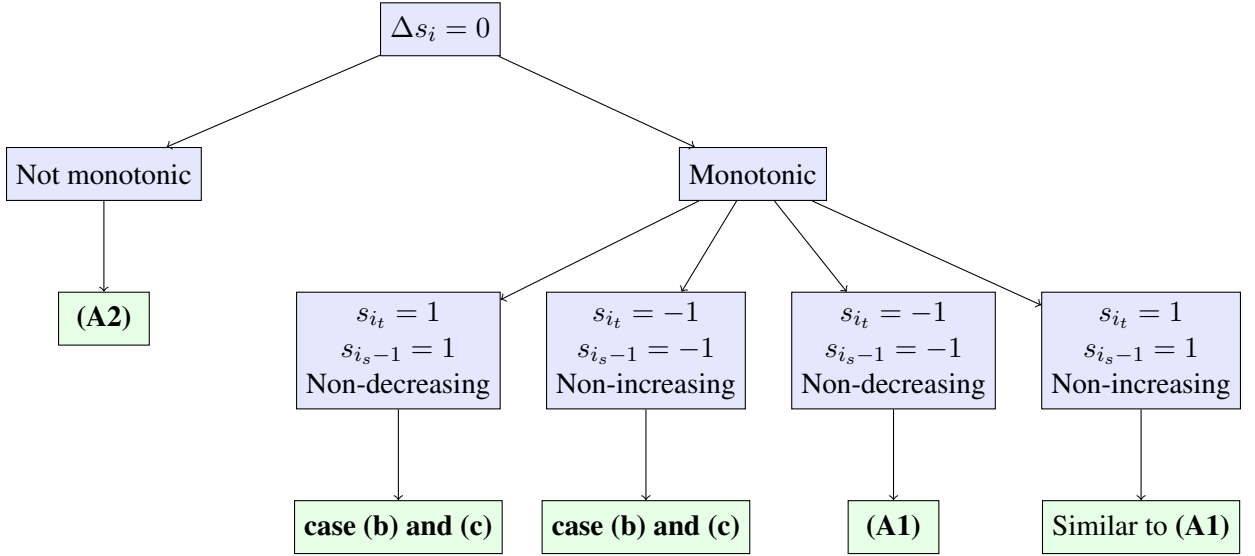 Δs_i = 0
Not monotonic
Monotonic
(A2)
s_{i_t} = 1
s_{i_s−1} = 1
Non-decreasing
s_{i_t} = −1
s_{i_s−1} = −1
Non-increasing
s_{i_t} = −1
s_{i_s−1} = −1
Non-decreasing
s_{i_t} = 1
s_{i_s−1} = 1
Non-increasing
case (b) and (c)
case (b) and (c)
(A1)
Similar to (A1)